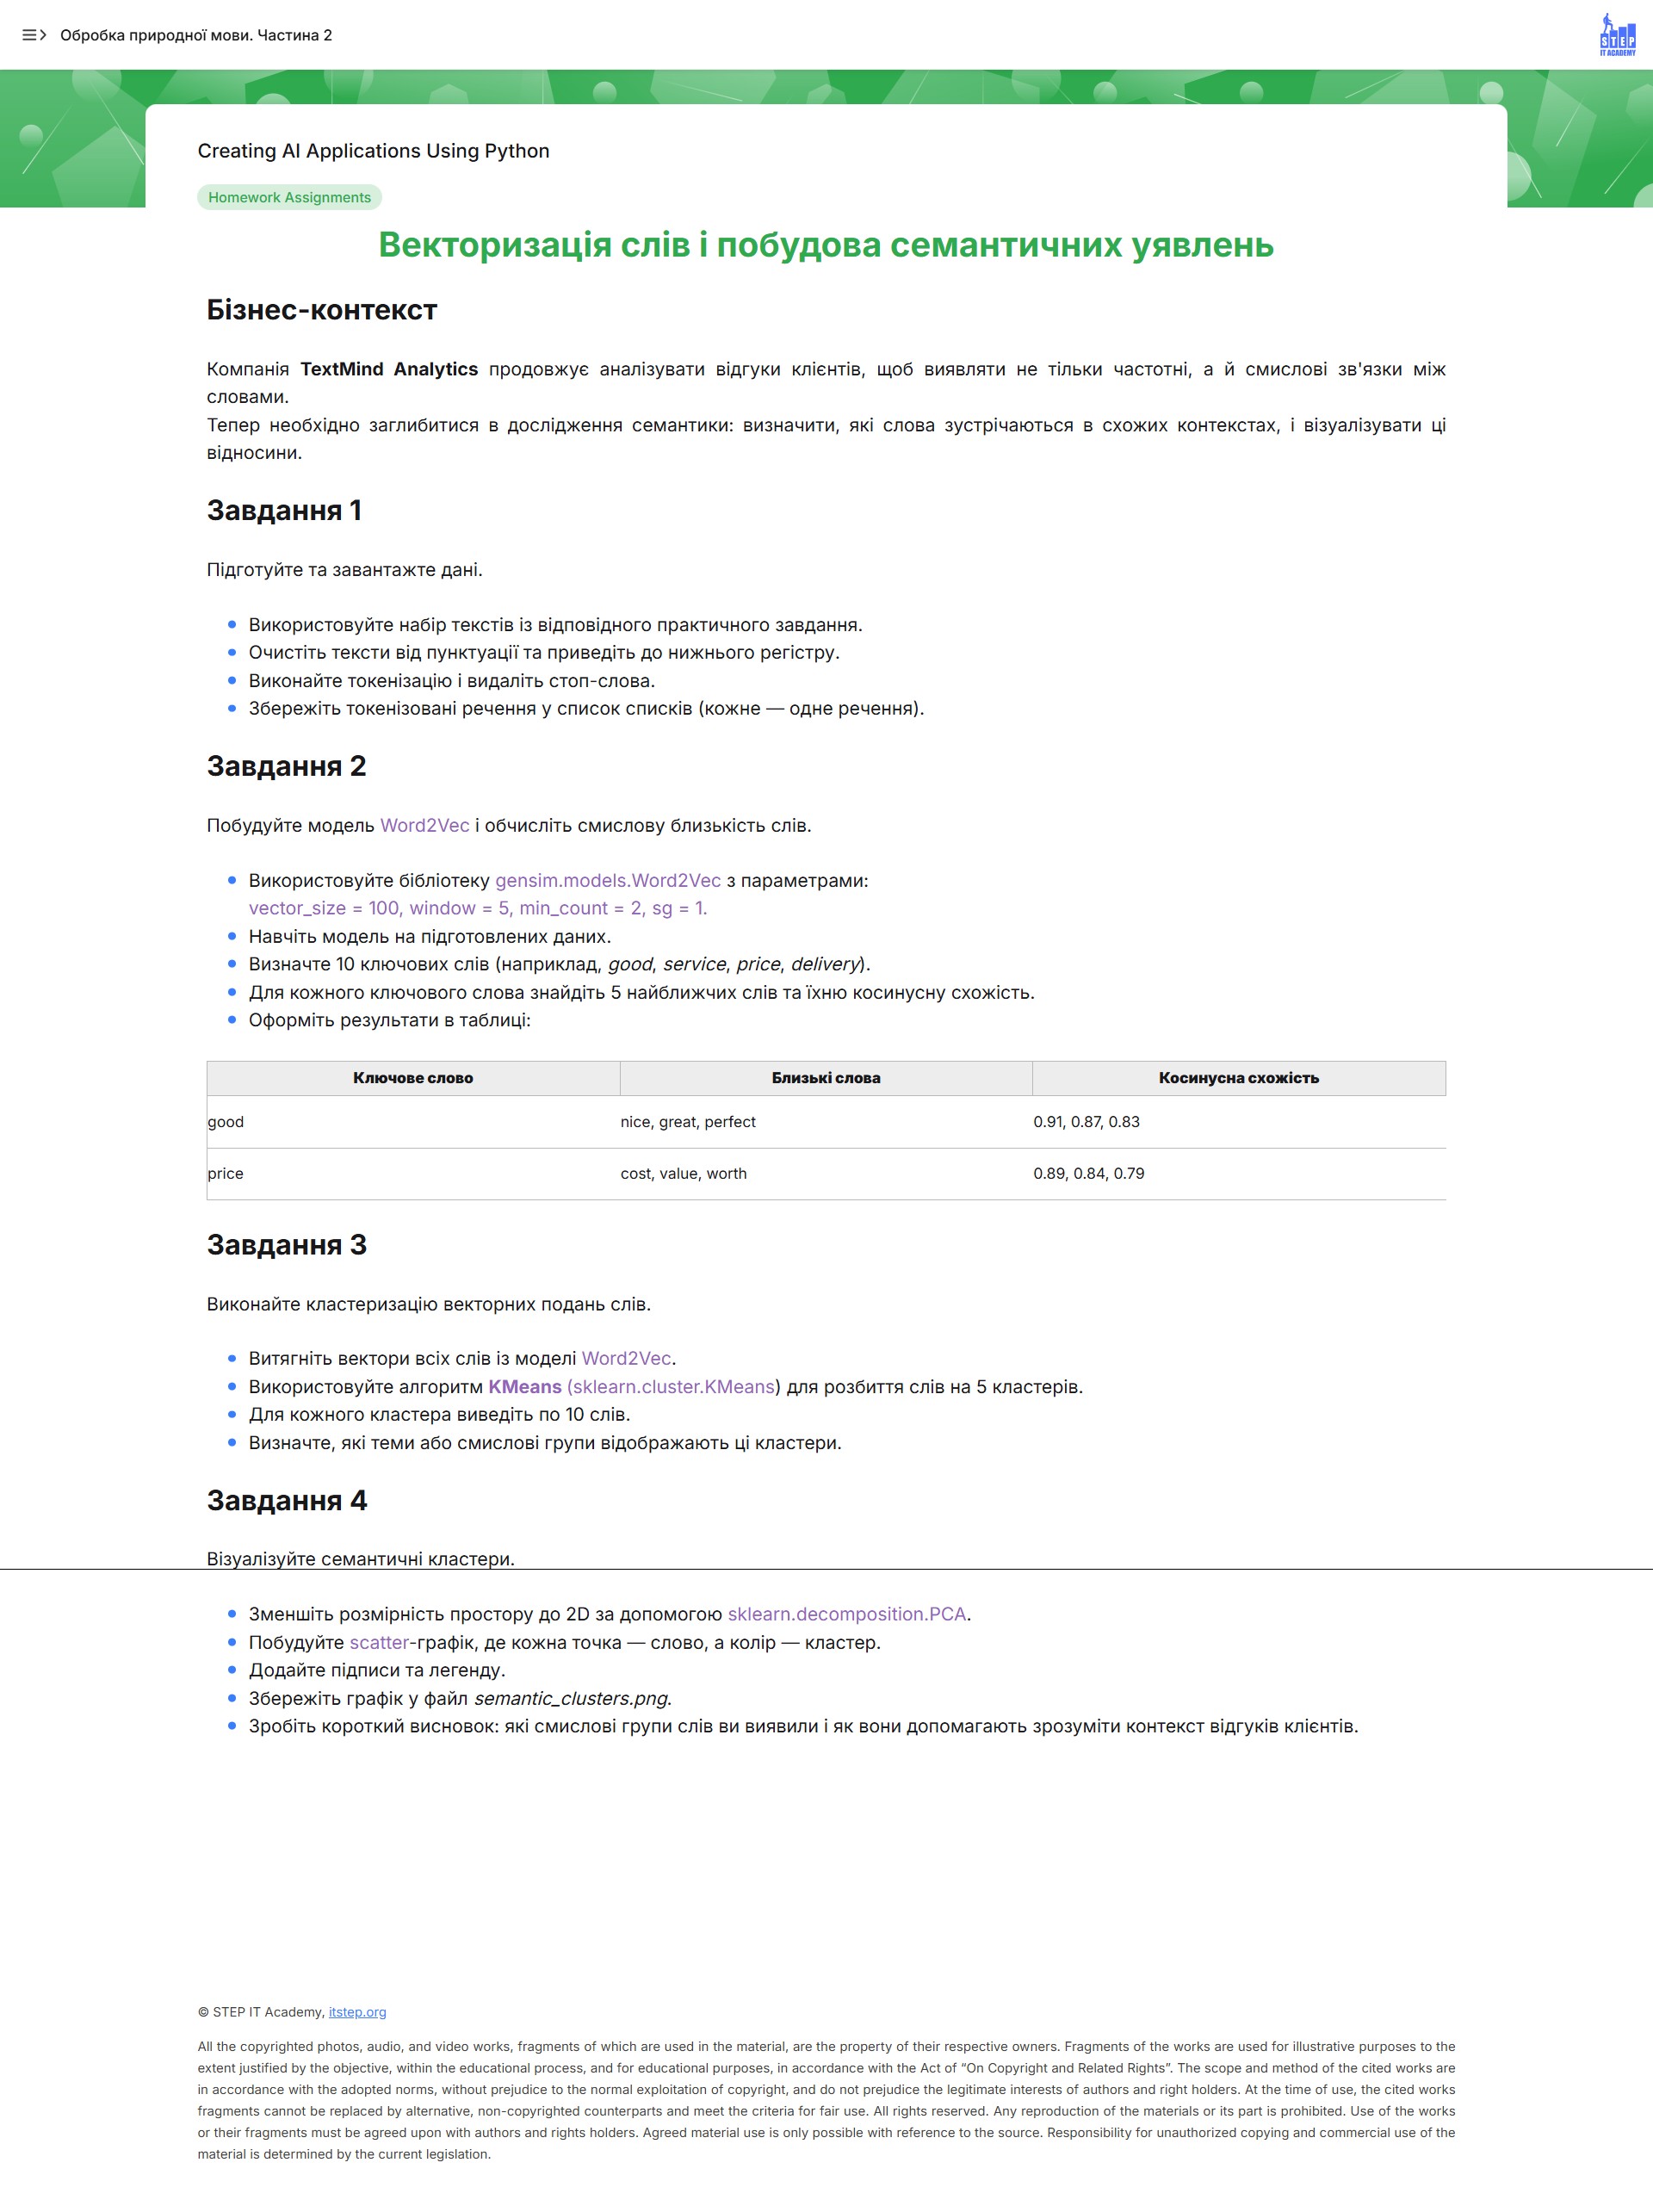 Обробка природної мови. Частина 2
STEP
IT ACADEMY
Creating AI Applications Using Python
Homework Assignments
Векторизація слів і побудова семантичних уявлень
Бізнес-контекст
Компанія TextMind Analytics продовжує аналізувати відгуки клієнтів, щоб виявляти не тільки частотні, а й смислові зв'язки між
словами.
Тепер необхідно заглибитися в дослідження семантики: визначити, які слова зустрічаються в схожих контекстах, і візуалізувати ці
відносини.
Завдання 1
Підготуйте та завантажте дані.
Використовуйте набір текстів із відповідного практичного завдання.
Очистіть тексти від пунктуації та приведіть до нижнього регістру.
Виконайте токенізацію і видаліть стоп-слова.
Збережіть токенізовані речення у список списків (кожне — одне речення).
Завдання 2
Побудуйте модель Word2Vec і обчисліть смислову близькість слів.
Використовуйте бібліотеку gensim.models.Word2Vec з параметрами:
vector_size = 100, window = 5, min_count = 2, sg = 1.
Навчіть модель на підготовлених даних.
Визначте 10 ключових слів (наприклад, good, service, price, delivery).
Для кожного ключового слова знайдіть 5 найближчих слів та їхню косинусну схожість.
Оформіть результати в таблиці:
Ключове слово Близькі слова Косинусна схожість
good nice, great, perfect 0.91, 0.87, 0.83
price cost, value, worth 0.89, 0.84, 0.79
Завдання 3
Виконайте кластеризацію векторних подань слів.
Витягніть вектори всіх слів із моделі Word2Vec.
Використовуйте алгоритм KMeans (sklearn.cluster.KMeans) для розбиття слів на 5 кластерів.
Для кожного кластера виведіть по 10 слів.
Визначте, які теми або смислові групи відображають ці кластери.
Завдання 4
Візуалізуйте семантичні кластери.
Зменшіть розмірність простору до 2D за допомогою sklearn.decomposition.PCA.
Побудуйте scatter-графік, де кожна точка — слово, а колір — кластер.
Додайте підписи та легенду.
Збережіть графік у файл semantic_clusters.png.
Зробіть короткий висновок: які смислові групи слів ви виявили і як вони допомагають зрозуміти контекст відгуків клієнтів.
© STEP IT Academy, itstep.org
All the copyrighted photos, audio, and video works, fragments of which are used in the material, are the property of their respective owners. Fragments of the works are used for illustrative purposes to the
extent justified by the objective, within the educational process, and for educational purposes, in accordance with the Act of “On Copyright and Related Rights”. The scope and method of the cited works are
in accordance with the adopted norms, without prejudice to the normal exploitation of copyright, and do not prejudice the legitimate interests of authors and right holders. At the time of use, the cited works
fragments cannot be replaced by alternative, non-copyrighted counterparts and meet the criteria for fair use. All rights reserved. Any reproduction of the materials or its part is prohibited. Use of the works
or their fragments must be agreed upon with authors and rights holders. Agreed material use is only possible with reference to the source. Responsibility for unauthorized copying and commercial use of the
material is determined by the current legislation.